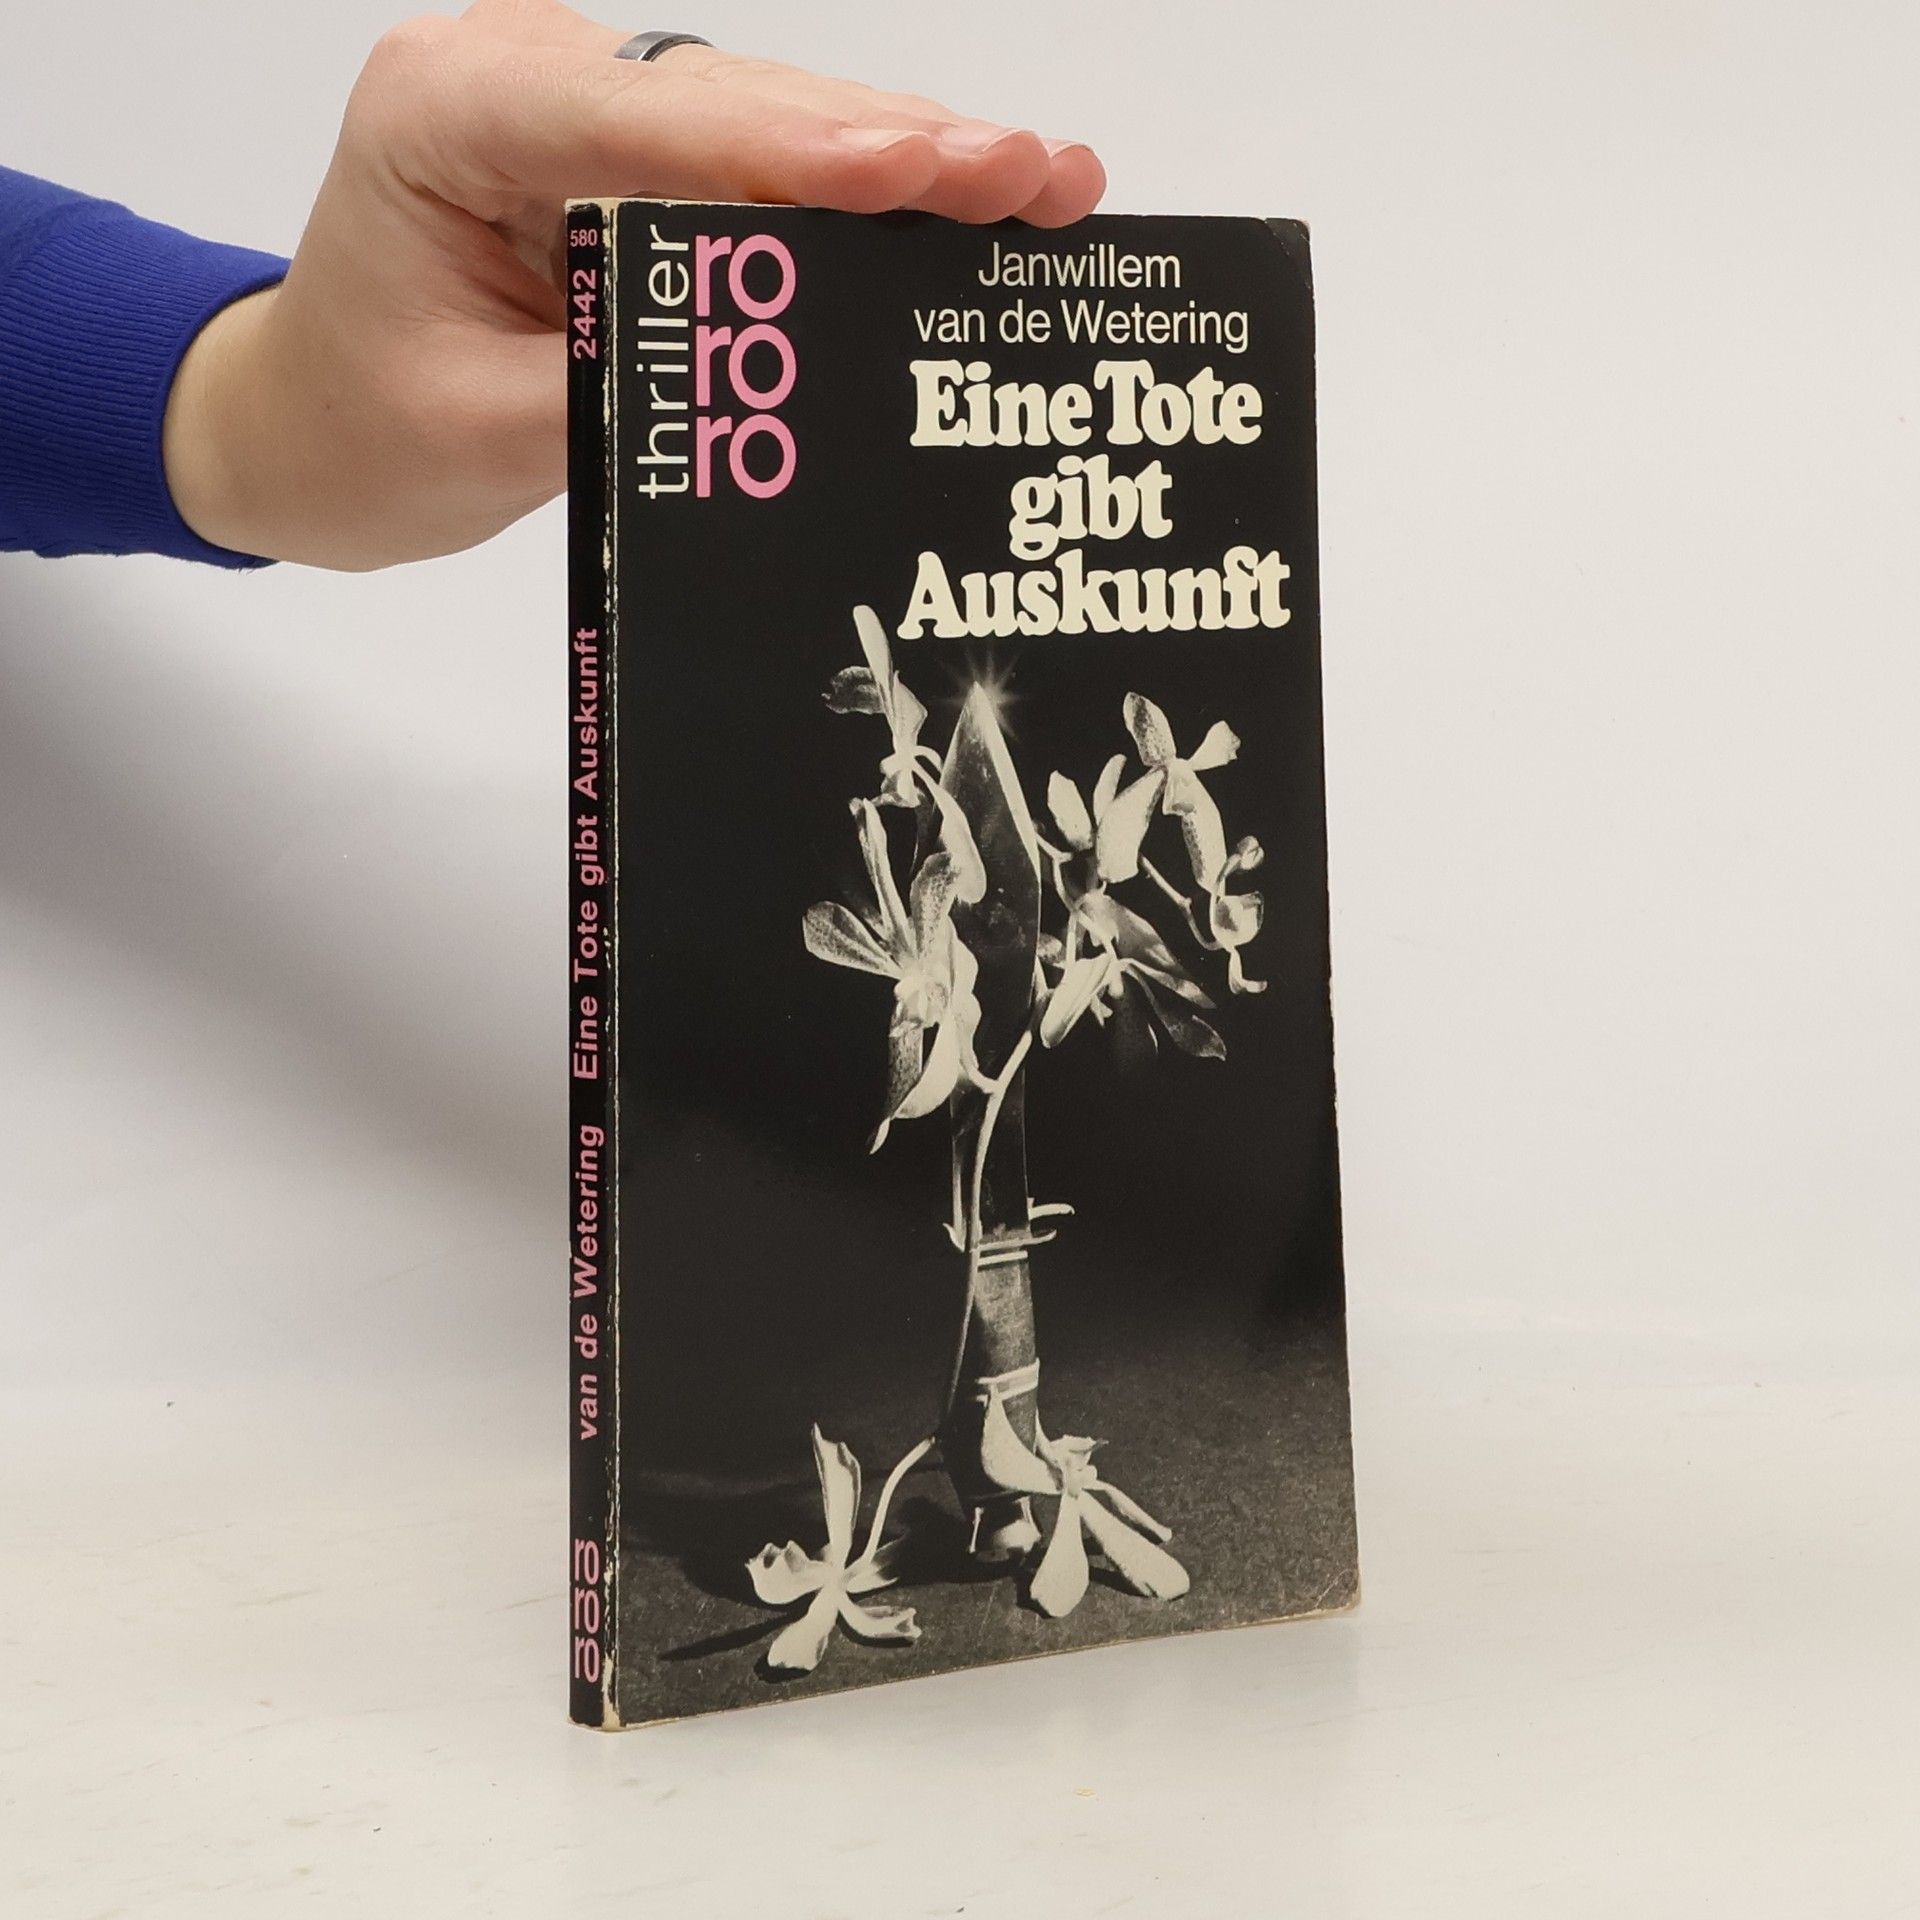 580
2442
van de Wetering Eine Tote gibt Auskunft
ro
ro
ro
thriller
ro
ro
ro
Janwillem
van de Wetering
Eine Tote
gibt
Auskunft